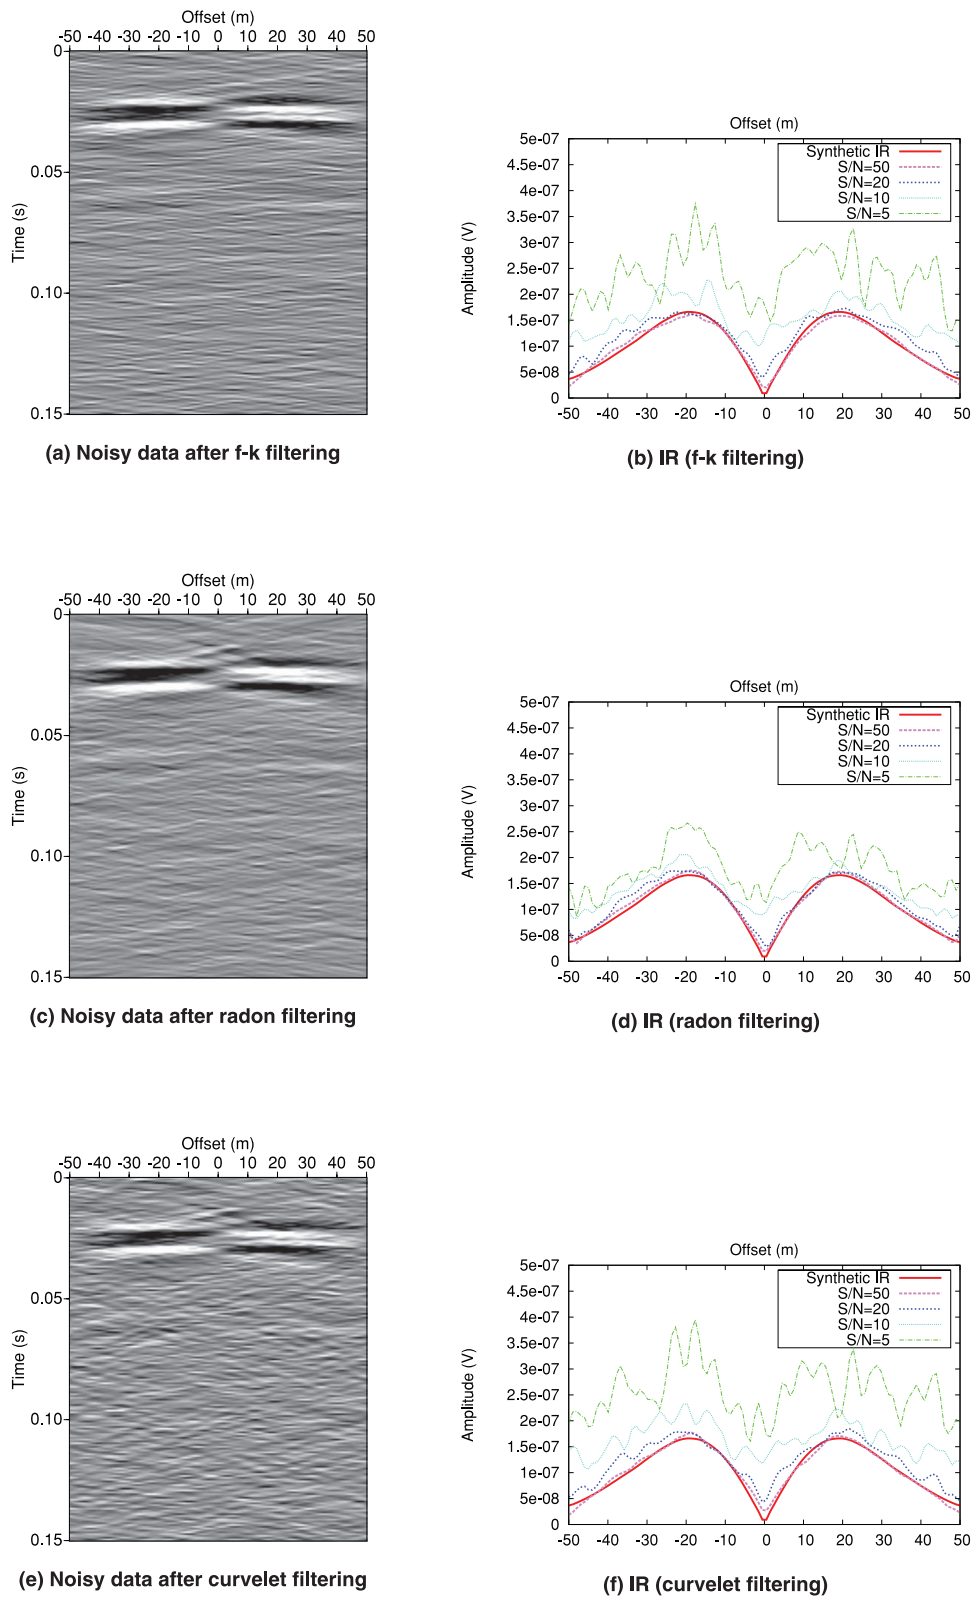 Offset (m)
-50 -40 -30 -20 -10 0 10 20 30 40 50
0
0.05
0.10
0.15
Time (s)
(a) Noisy data after f-k filtering
Offset (m)
5e-07
4.5e-07
4e-07
3.5e-07
3e-07
2.5e-07
2e-07
1.5e-07
1e-07
5e-08
0
Amplitude (V)
Synthetic IR
S/N=50
S/N=20
S/N=10
S/N=5
-50 -40 -30 -20 -10 0 10 20 30 40 50
(b) IR (f-k filtering)
Offset (m)
-50 -40 -30 -20 -10 0 10 20 30 40 50
0
0.05
0.10
0.15
Time (s)
(c) Noisy data after radon filtering
Offset (m)
5e-07
4.5e-07
4e-07
3.5e-07
3e-07
2.5e-07
2e-07
1.5e-07
1e-07
5e-08
0
Amplitude (V)
Synthetic IR
S/N=50
S/N=20
S/N=10
S/N=5
-50 -40 -30 -20 -10 0 10 20 30 40 50
(d) IR (radon filtering)
Offset (m)
-50 -40 -30 -20 -10 0 10 20 30 40 50
0
0.05
0.10
0.15
Time (s)
(e) Noisy data after curvelet filtering
Offset (m)
5e-07
4.5e-07
4e-07
3.5e-07
3e-07
2.5e-07
2e-07
1.5e-07
1e-07
5e-08
0
Amplitude (V)
Synthetic IR
S/N=50
S/N=20
S/N=10
S/N=5
-50 -40 -30 -20 -10 0 10 20 30 40 50
(f) IR (curvelet filtering)